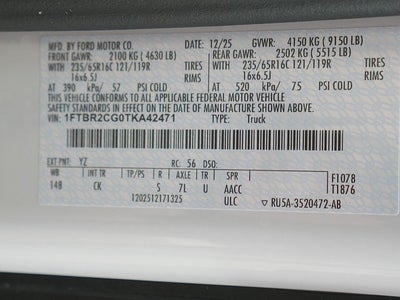 MFD. BY FORD MOTOR CO. 12/25 GVWR: 4150 KG ( 9150 LB)
FRONT GAWR: 2100 KG ( 4630 LB) REAR GAWR: 2502 KG ( 5515 LB)
WITH 235/65R16C 121/119R TIRES WITH 235/65R16C 121/119R TIRES
16x6.5J RIMS 16x6.5J RIMS
AT 390 kPa/ 57 PSI COLD AT 520 kPa/ 75 PSI COLD
THIS VEHICLE CONFORMS TO ALL APPLICABLE FEDERAL MOTOR VEHICLE
SAFETY STANDARDS IN EFFECT ON THE DATE OF MANUFACTURE SHOWN ABOVE.
VIN: 1FTBR2CG0TKA42471 TYPE: Truck
EXT PNT: YZ RC: 56 DSO:
WB INT TR TP/PS R AXLE TR SPR F1078
148 CK S 7L U AACC T1876
1202512171325 ULC RU5A-3520472-AB